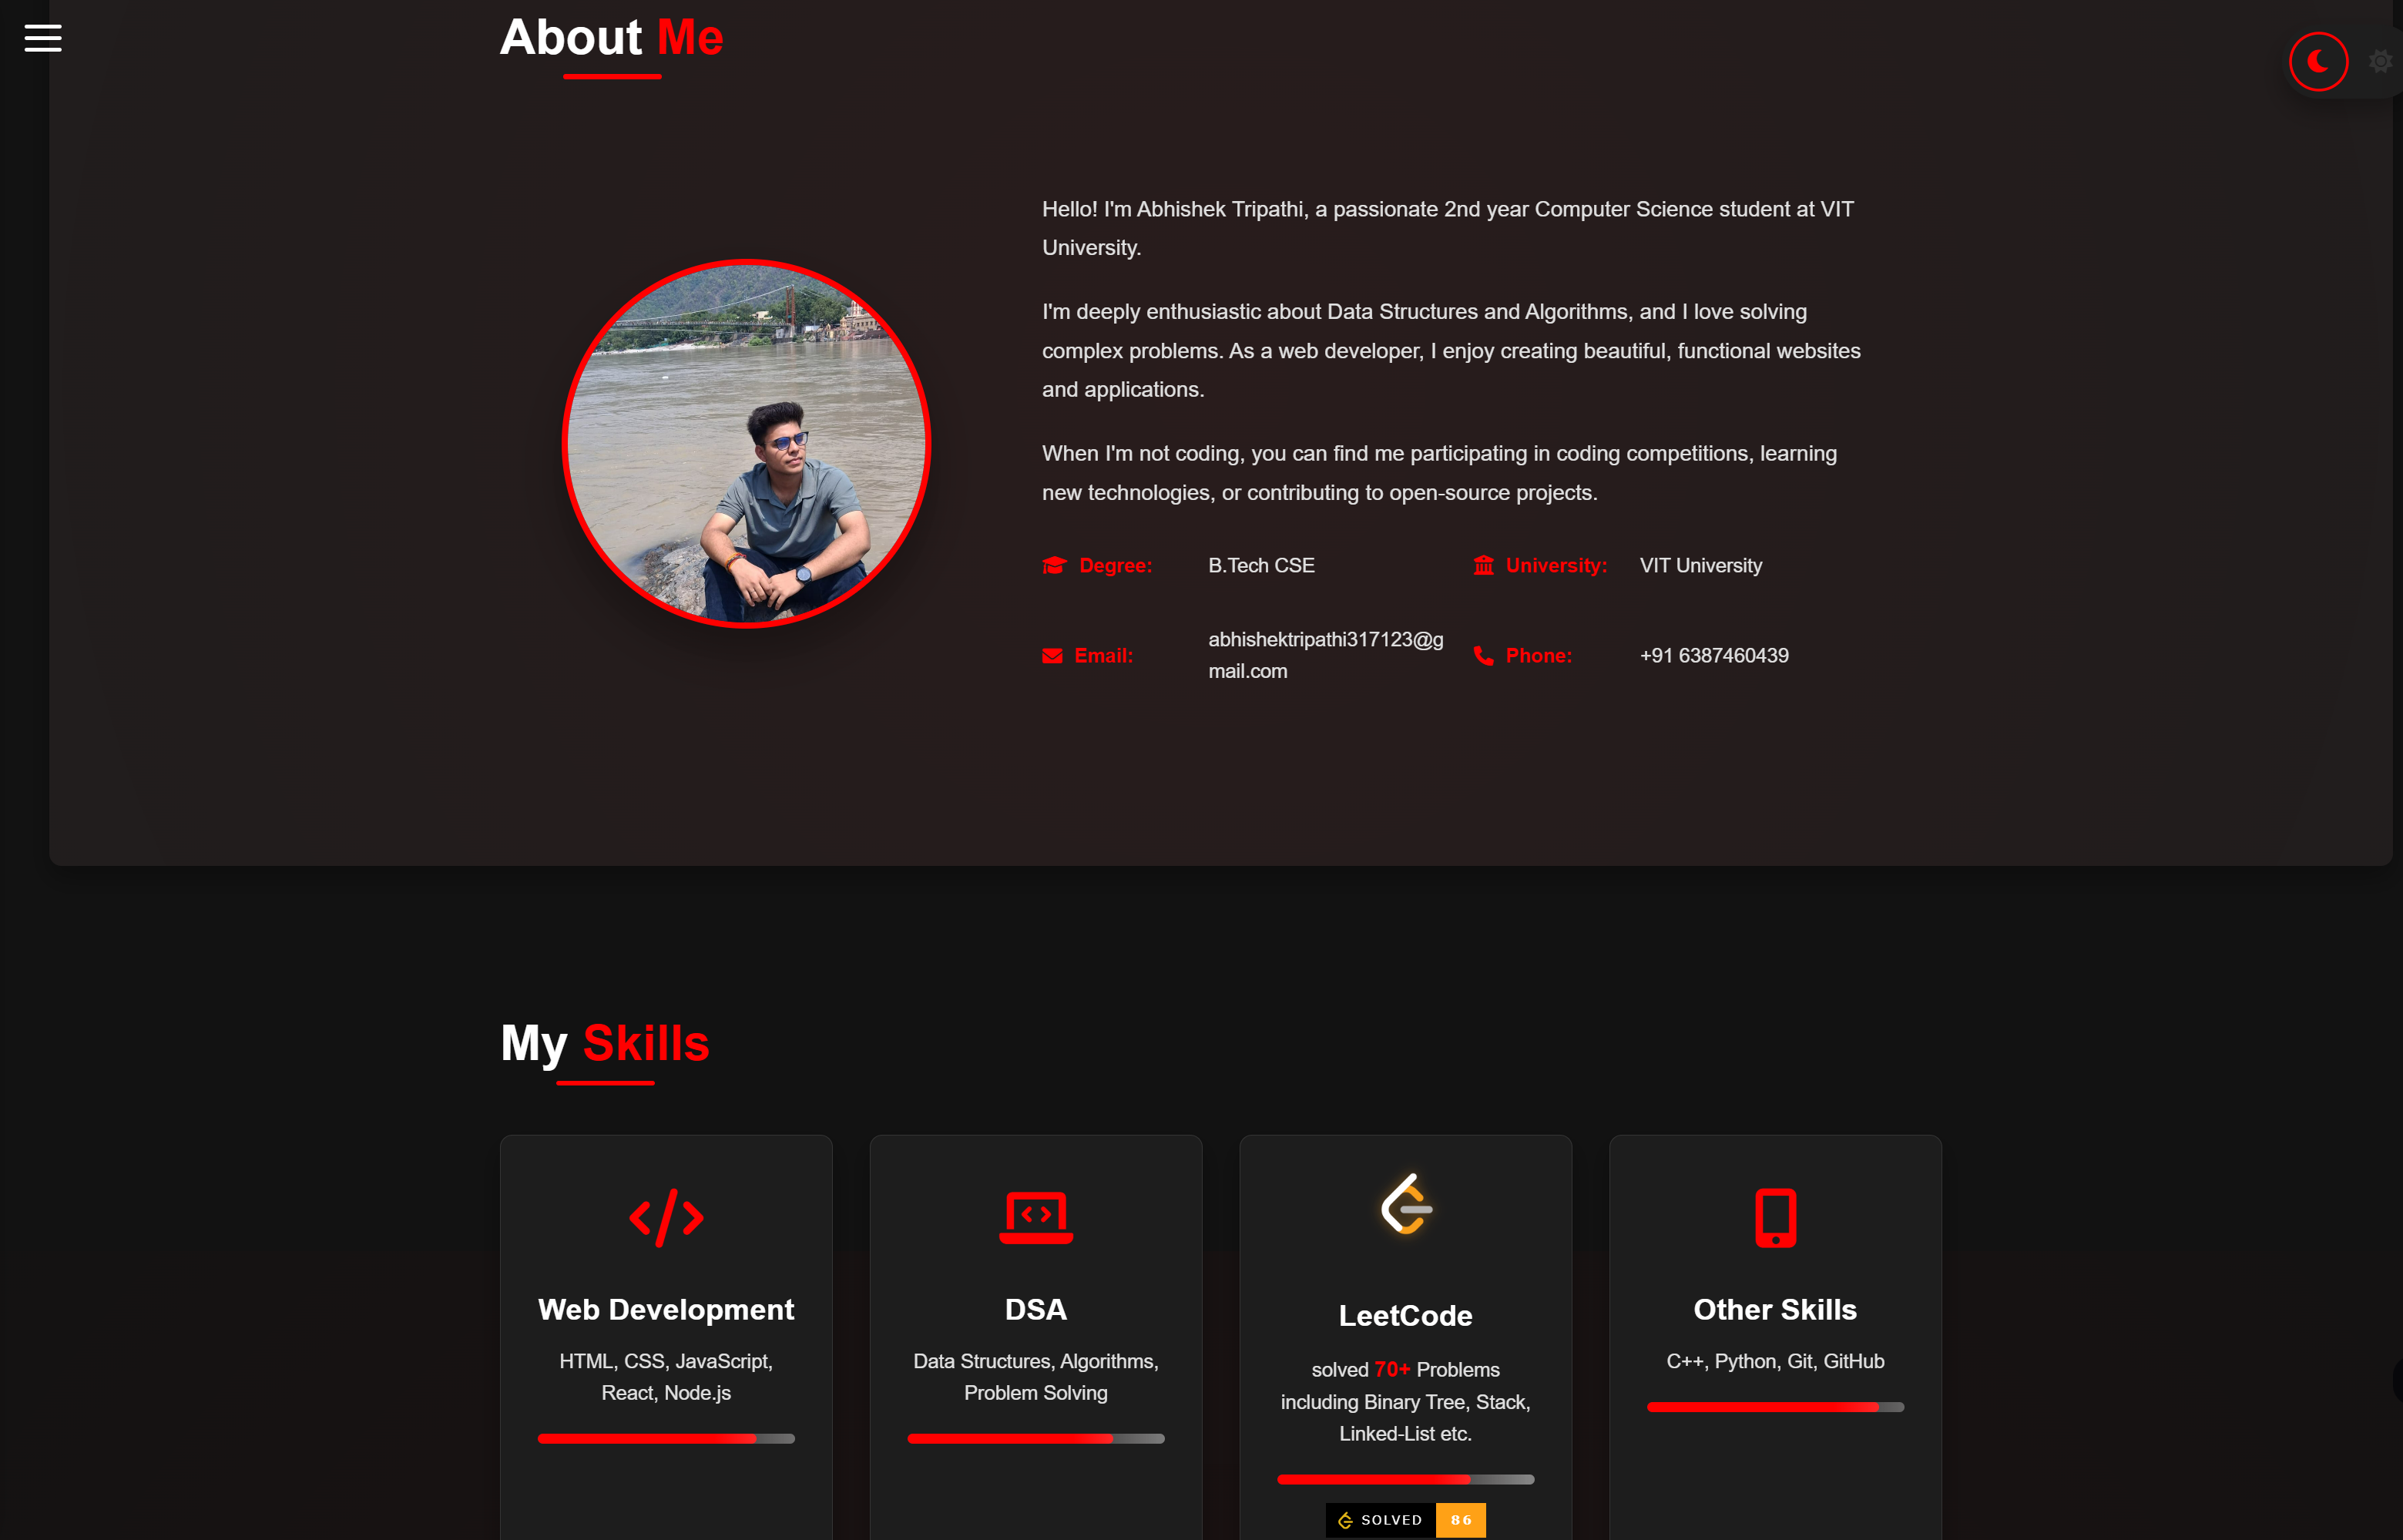 About Me
Hello! I'm Abhishek Tripathi, a passionate 2nd year Computer Science student at VIT
University.
I'm deeply enthusiastic about Data Structures and Algorithms, and I love solving
complex problems. As a web developer, I enjoy creating beautiful, functional websites
and applications.
When I'm not coding, you can find me participating in coding competitions, learning
new technologies, or contributing to open-source projects.
Degree: B.Tech CSE University: VIT University
Email: abhishektripathi317123@g
mail.com
Phone: +91 6387460439
My Skills
Web Development
HTML, CSS, JavaScript,
React, Node.js
DSA
Data Structures, Algorithms,
Problem Solving
LeetCode
solved 70+ Problems
including Binary Tree, Stack,
Linked-List etc.
SOLVED 86
Other Skills
C++, Python, Git, GitHub